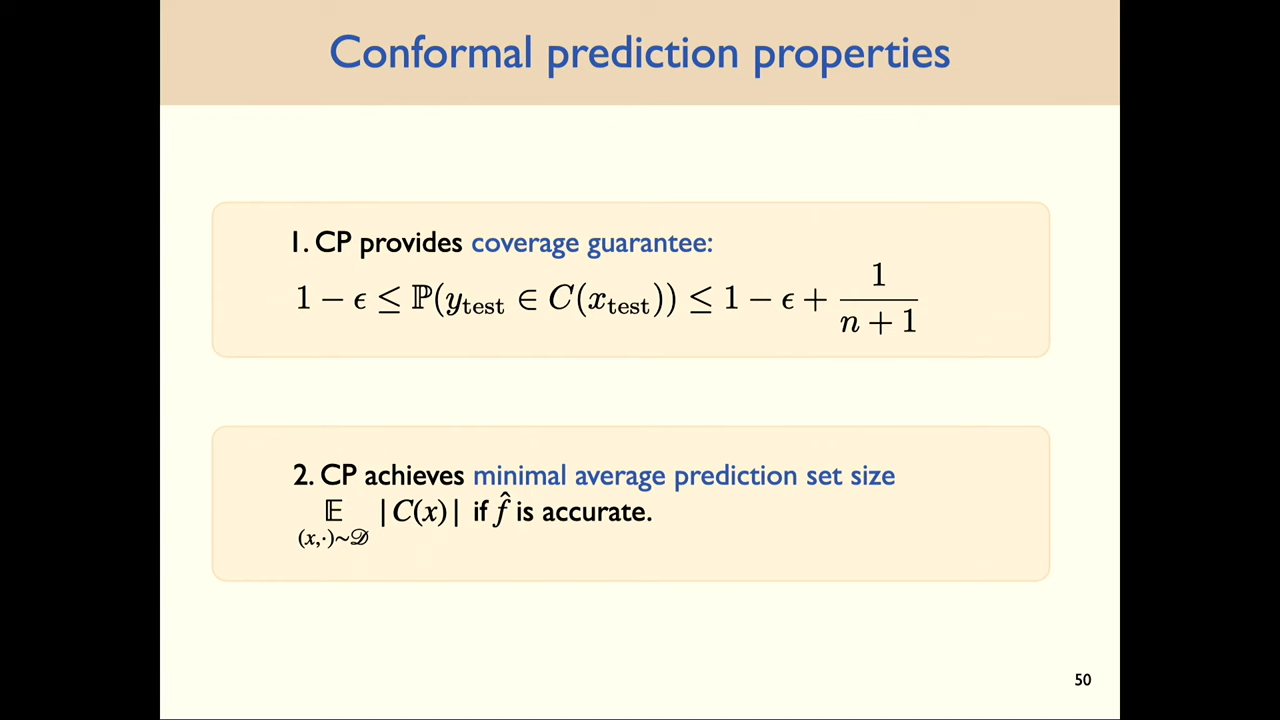 Conformal prediction properties
1. CP provides coverage guarantee:
1 − ϵ ≤ ℙ(y_test ∈ C(x_test)) ≤ 1 − ϵ + 1/(n + 1)
2. CP achieves minimal average prediction set size
𝔼_{(x,·)∼𝒟} |C(x)| if f̂ is accurate.
50